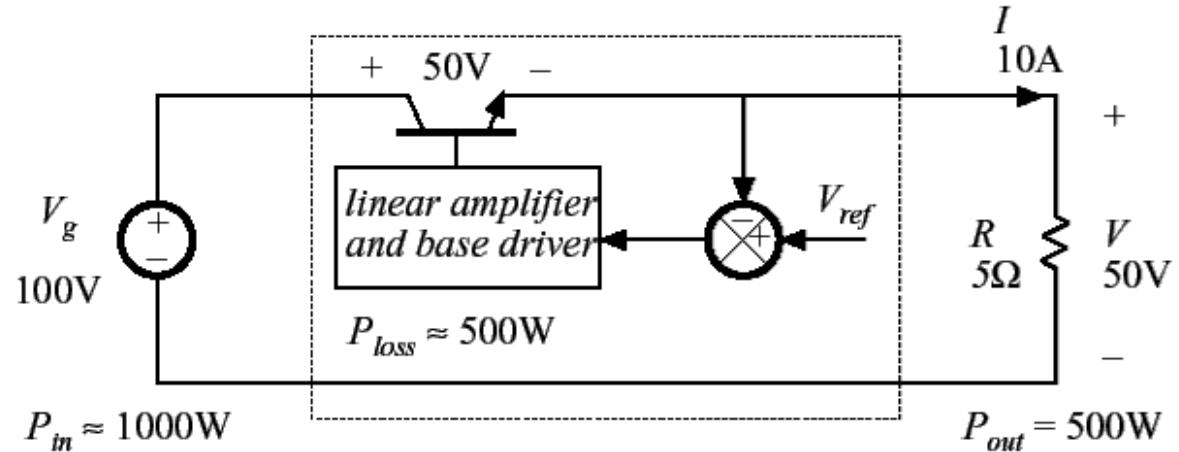 I
10A
+ 50V –
+
V_g
100V
+
–
linear amplifier
and base driver
–
+
V_ref
R
5Ω
V
50V
P_loss ≈ 500W
–
P_in ≈ 1000W
P_out = 500W